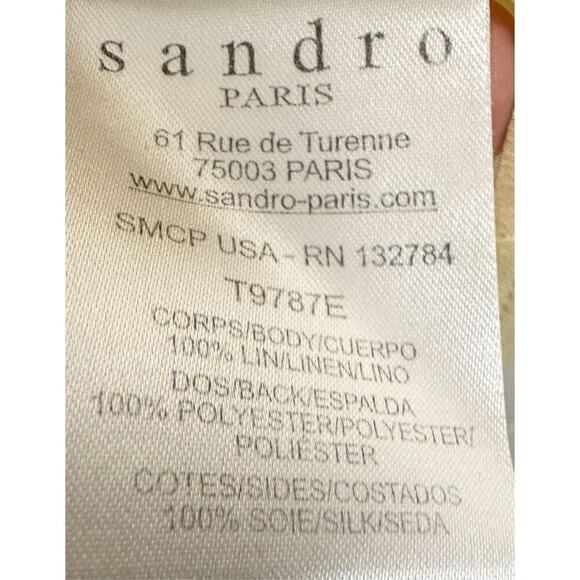 sandro
PARIS
61 Rue de Turenne
75003 PARIS
www.sandro-paris.com
SMCP USA - RN 132784
T9787E
CORPS/BODY/CUERPO
100% LIN/LINEN/LINO
DOS/BACK/ESPALDA
100% POLYESTER/POLYESTER/
POLIESTER
COTES/SIDES/COSTADOS
100% SOIE/SILK/SEDA